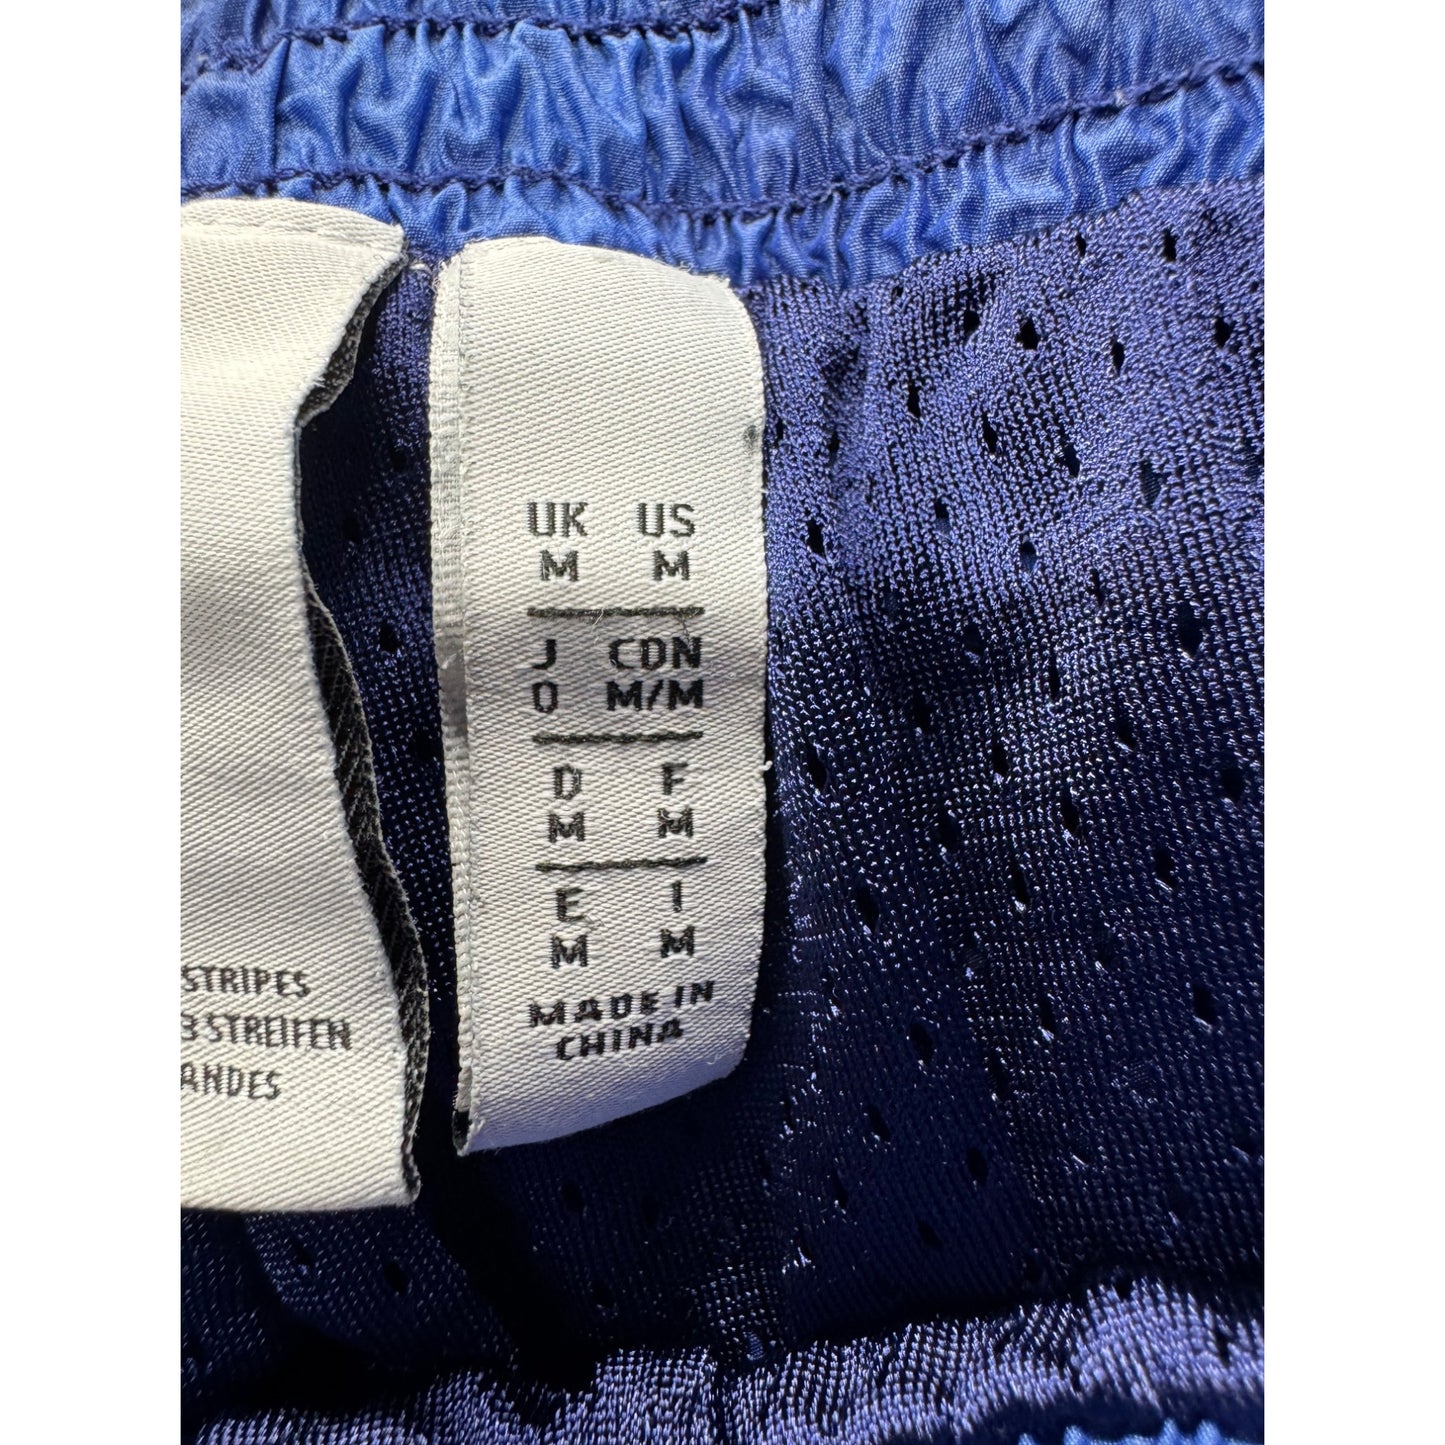 STRIPES
3 STREIFEN
ANDES
UK US
M M
J CDN
O M/M
D F
M M
E I
M M
MADE IN
CHINA